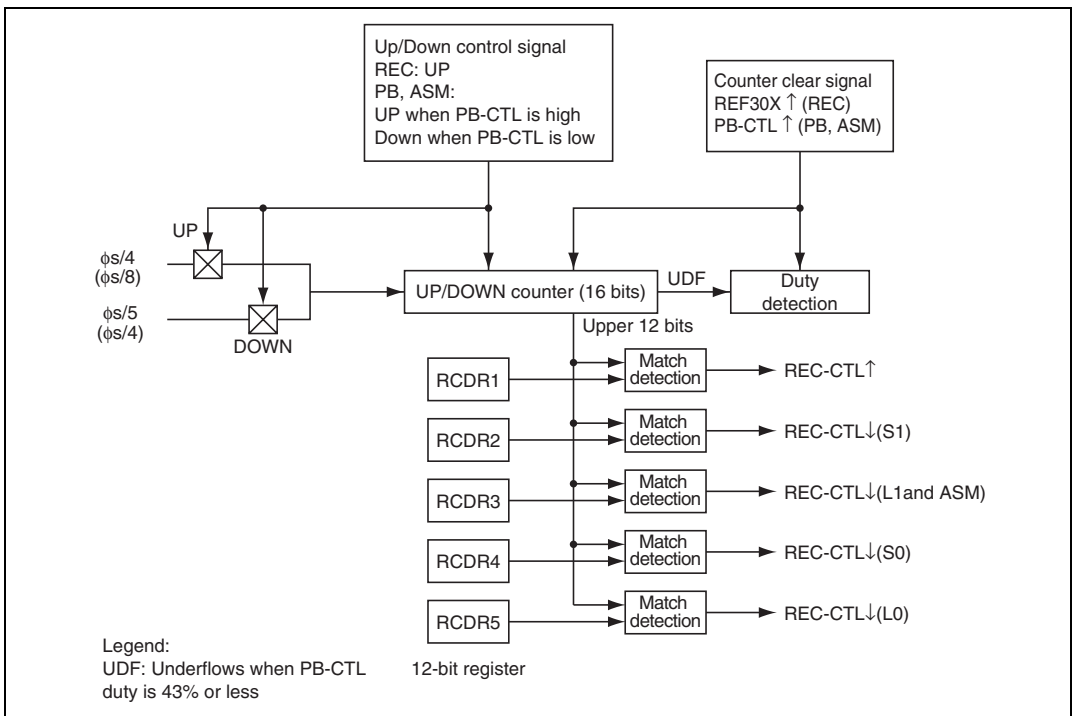 Up/Down control signal
REC: UP
PB, ASM:
UP when PB-CTL is high
Down when PB-CTL is low
Counter clear signal
REF30X ↑ (REC)
PB-CTL ↑ (PB, ASM)
UP
ϕs/4
(ϕs/8)
ϕs/5
(ϕs/4)
DOWN
UP/DOWN counter (16 bits)
UDF
Duty
detection
Upper 12 bits
RCDR1
Match
detection
REC-CTL↑
RCDR2
Match
detection
REC-CTL↓(S1)
RCDR3
Match
detection
REC-CTL↓(L1and ASM)
RCDR4
Match
detection
REC-CTL↓(S0)
RCDR5
Match
detection
REC-CTL↓(L0)
Legend:
UDF: Underflows when PB-CTL
duty is 43% or less
12-bit register